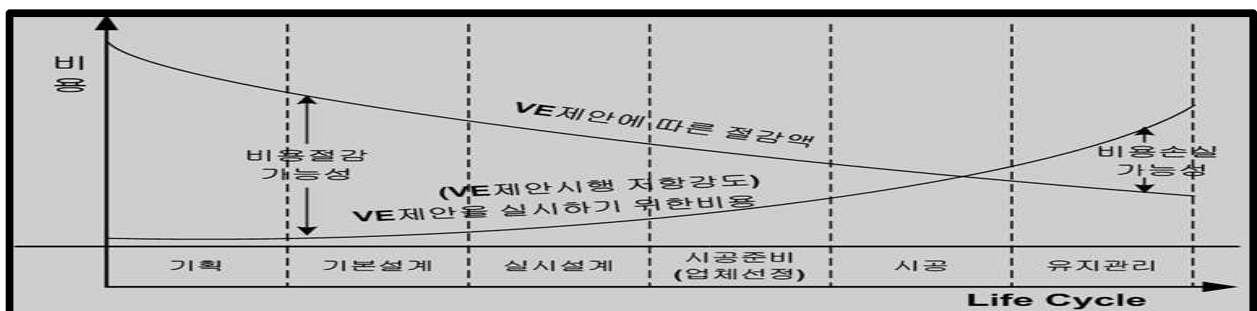 비
용
VE제안에 따른 절감액
비용절감
가능성
(VE제안시행 저항강도)
VE제안을 실시하기 위한비용
비용손실
가능성
기획
기본설계
실시설계
시공준비
(업체선정)
시공
유지관리
Life Cycle